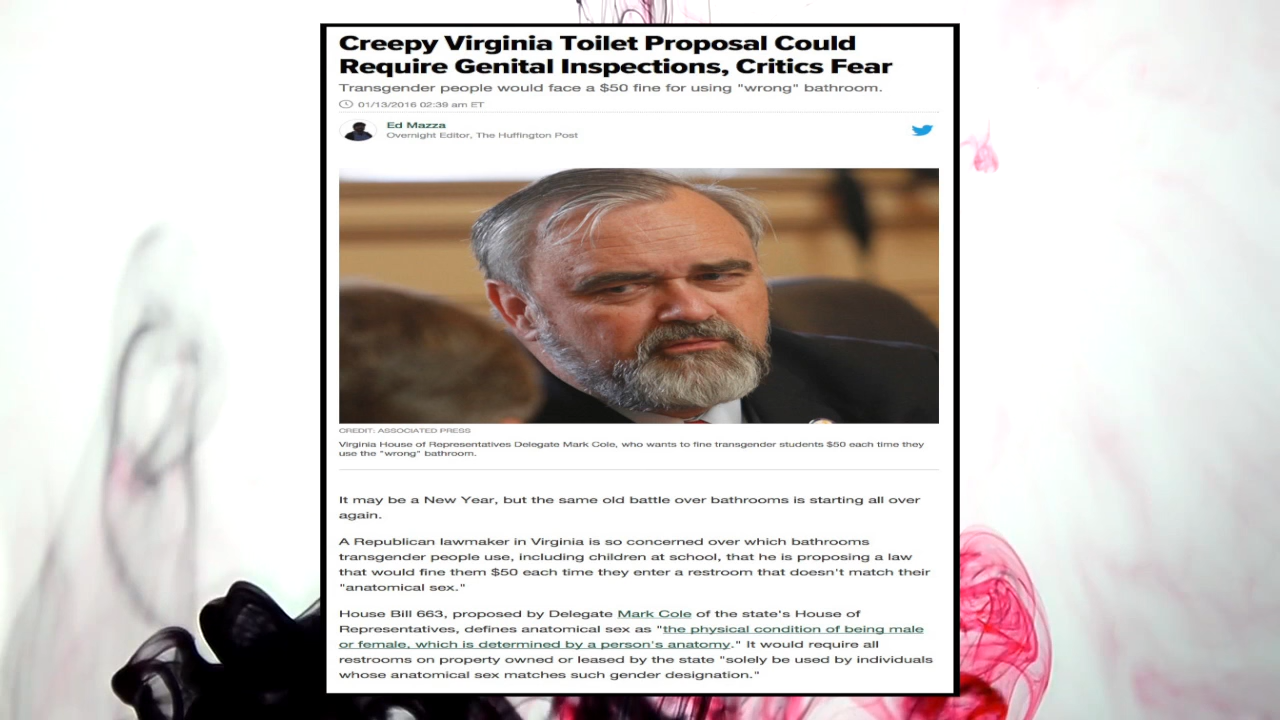 Creepy Virginia Toilet Proposal Could
Require Genital Inspections, Critics Fear
Transgender people would face a $50 fine for using "wrong" bathroom.
01/13/2016 02:39 am ET
Ed Mazza
Overnight Editor, The Huffington Post
CREDIT: ASSOCIATED PRESS
Virginia House of Representatives Delegate Mark Cole, who wants to fine transgender students $50 each time they
use the "wrong" bathroom.
It may be a New Year, but the same old battle over bathrooms is starting all over
again.
A Republican lawmaker in Virginia is so concerned over which bathrooms
transgender people use, including children at school, that he is proposing a law
that would fine them $50 each time they enter a restroom that doesn't match their
"anatomical sex."
House Bill 663, proposed by Delegate Mark Cole of the state's House of
Representatives, defines anatomical sex as "the physical condition of being male
or female, which is determined by a person's anatomy." It would require all
restrooms on property owned or leased by the state "solely be used by individuals
whose anatomical sex matches such gender designation."